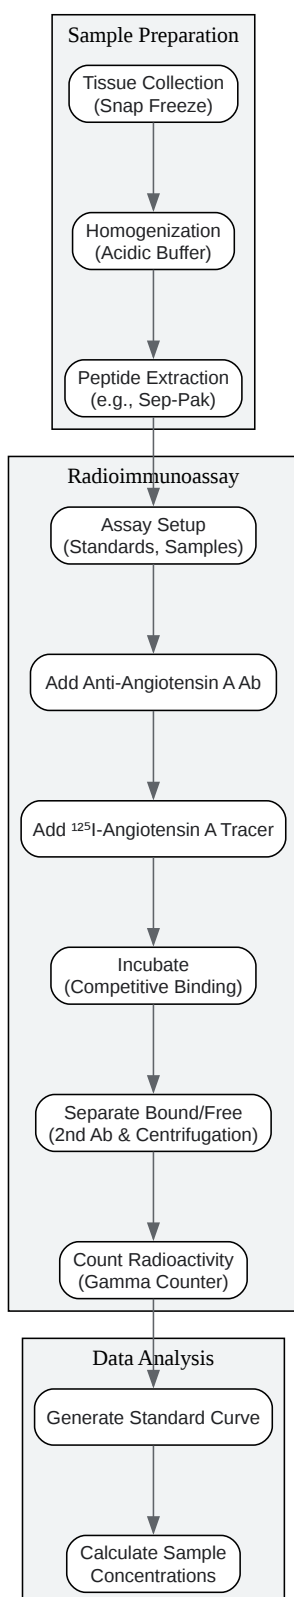 Sample Preparation
Tissue Collection
(Snap Freeze)
Homogenization
(Acidic Buffer)
Peptide Extraction
(e.g., Sep-Pak)
Radioimmunoassay
Assay Setup
(Standards, Samples)
Add Anti-Angiotensin A Ab
Add ¹²⁵I-Angiotensin A Tracer
Incubate
(Competitive Binding)
Separate Bound/Free
(2nd Ab & Centrifugation)
Count Radioactivity
(Gamma Counter)
Data Analysis
Generate Standard Curve
Calculate Sample
Concentrations